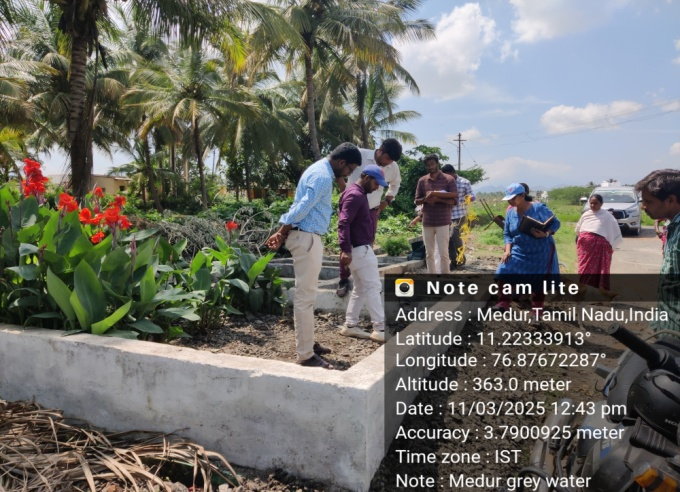 Note cam lite
Address : Medur,Tamil Nadu,India
Latitude : 11.22333913°
Longitude : 76.87672287°
Altitude : 363.0 meter
Date : 11/03/2025 12:43 pm
Accuracy : 3.7900925 meter
Time zone : IST
Note : Medur grey water